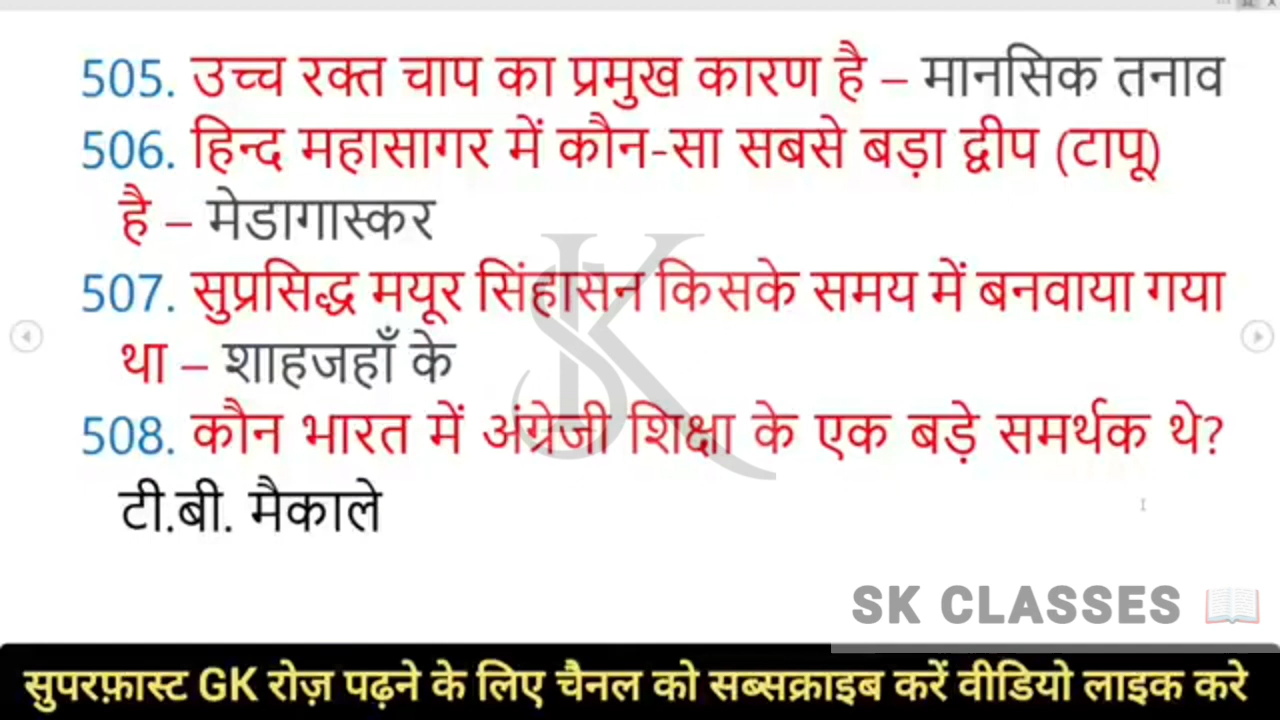 505. उच्च रक्त चाप का प्रमुख कारण है – मानसिक तनाव
506. हिन्द महासागर में कौन-सा सबसे बड़ा द्वीप (टापू)
है – मेडागास्कर
507. सुप्रसिद्ध मयूर सिंहासन किसके समय में बनवाया गया
था – शाहजहाँ के
508. कौन भारत में अंग्रेजी शिक्षा के एक बड़े समर्थक थे?
टी.बी. मैकाले
SK
SK CLASSES
सुपरफ़ास्ट GK रोज़ पढ़ने के लिए चैनल को सब्सक्राइब करें वीडियो लाइक करे